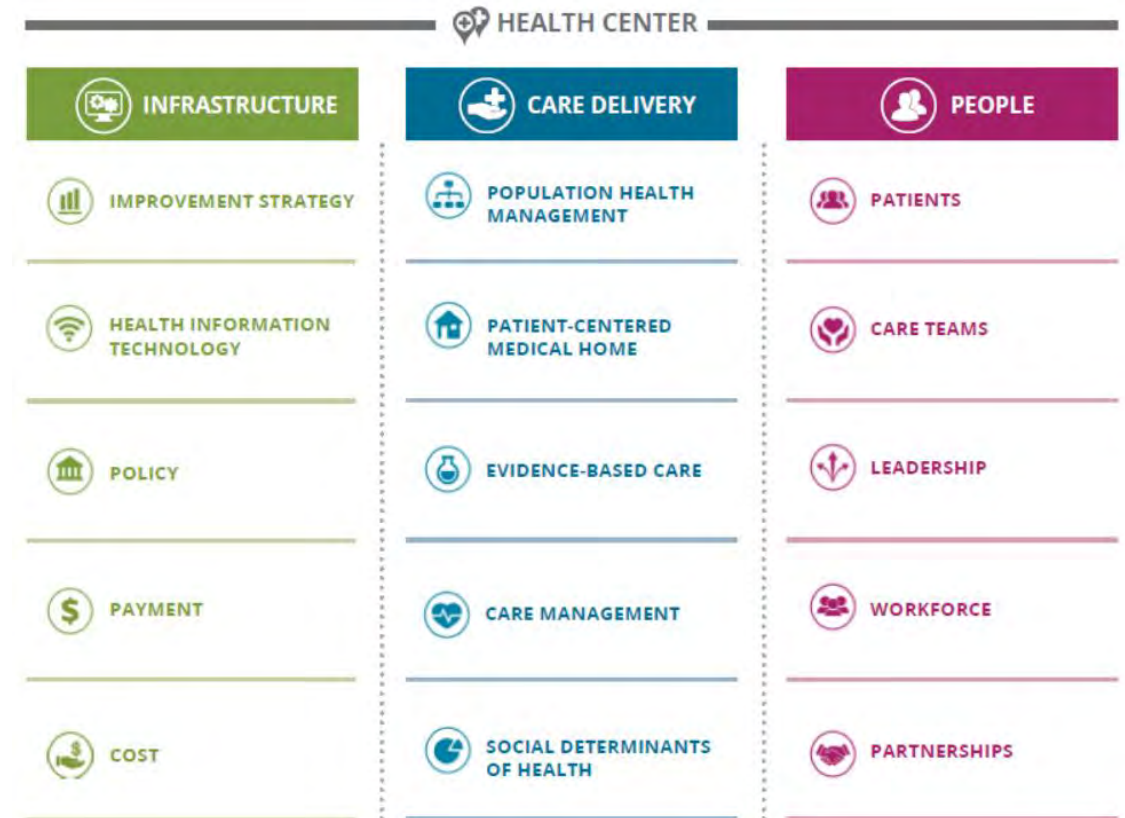 HEALTH CENTER
INFRASTRUCTURE
IMPROVEMENT STRATEGY
HEALTH INFORMATION
TECHNOLOGY
POLICY
$
PAYMENT
$
COST
CARE DELIVERY
POPULATION HEALTH
MANAGEMENT
PATIENT-CENTERED
MEDICAL HOME
EVIDENCE-BASED CARE
CARE MANAGEMENT
SOCIAL DETERMINANTS
OF HEALTH
PEOPLE
PATIENTS
CARE TEAMS
LEADERSHIP
WORKFORCE
PARTNERSHIPS